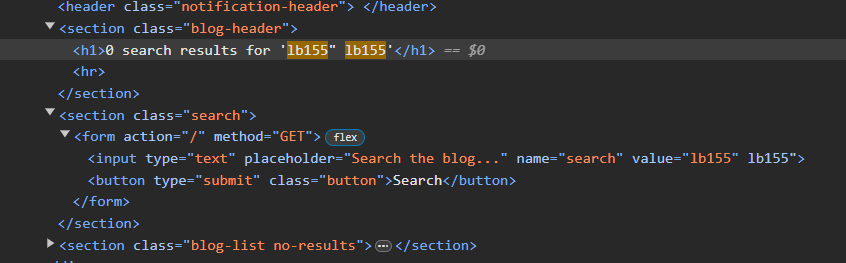 <header class="notification-header"> </header>
▼<section class="blog-header">
<h1>0 search results for 'lb155" lb155'</h1> == $0
<hr>
</section>
▼<section class="search">
▼<form action="/" method="GET"> flex
<input type="text" placeholder="Search the blog..." name="search" value="lb155" lb155">
<button type="submit" class="button">Search</button>
</form>
</section>
▶<section class="blog-list no-results">…</section>